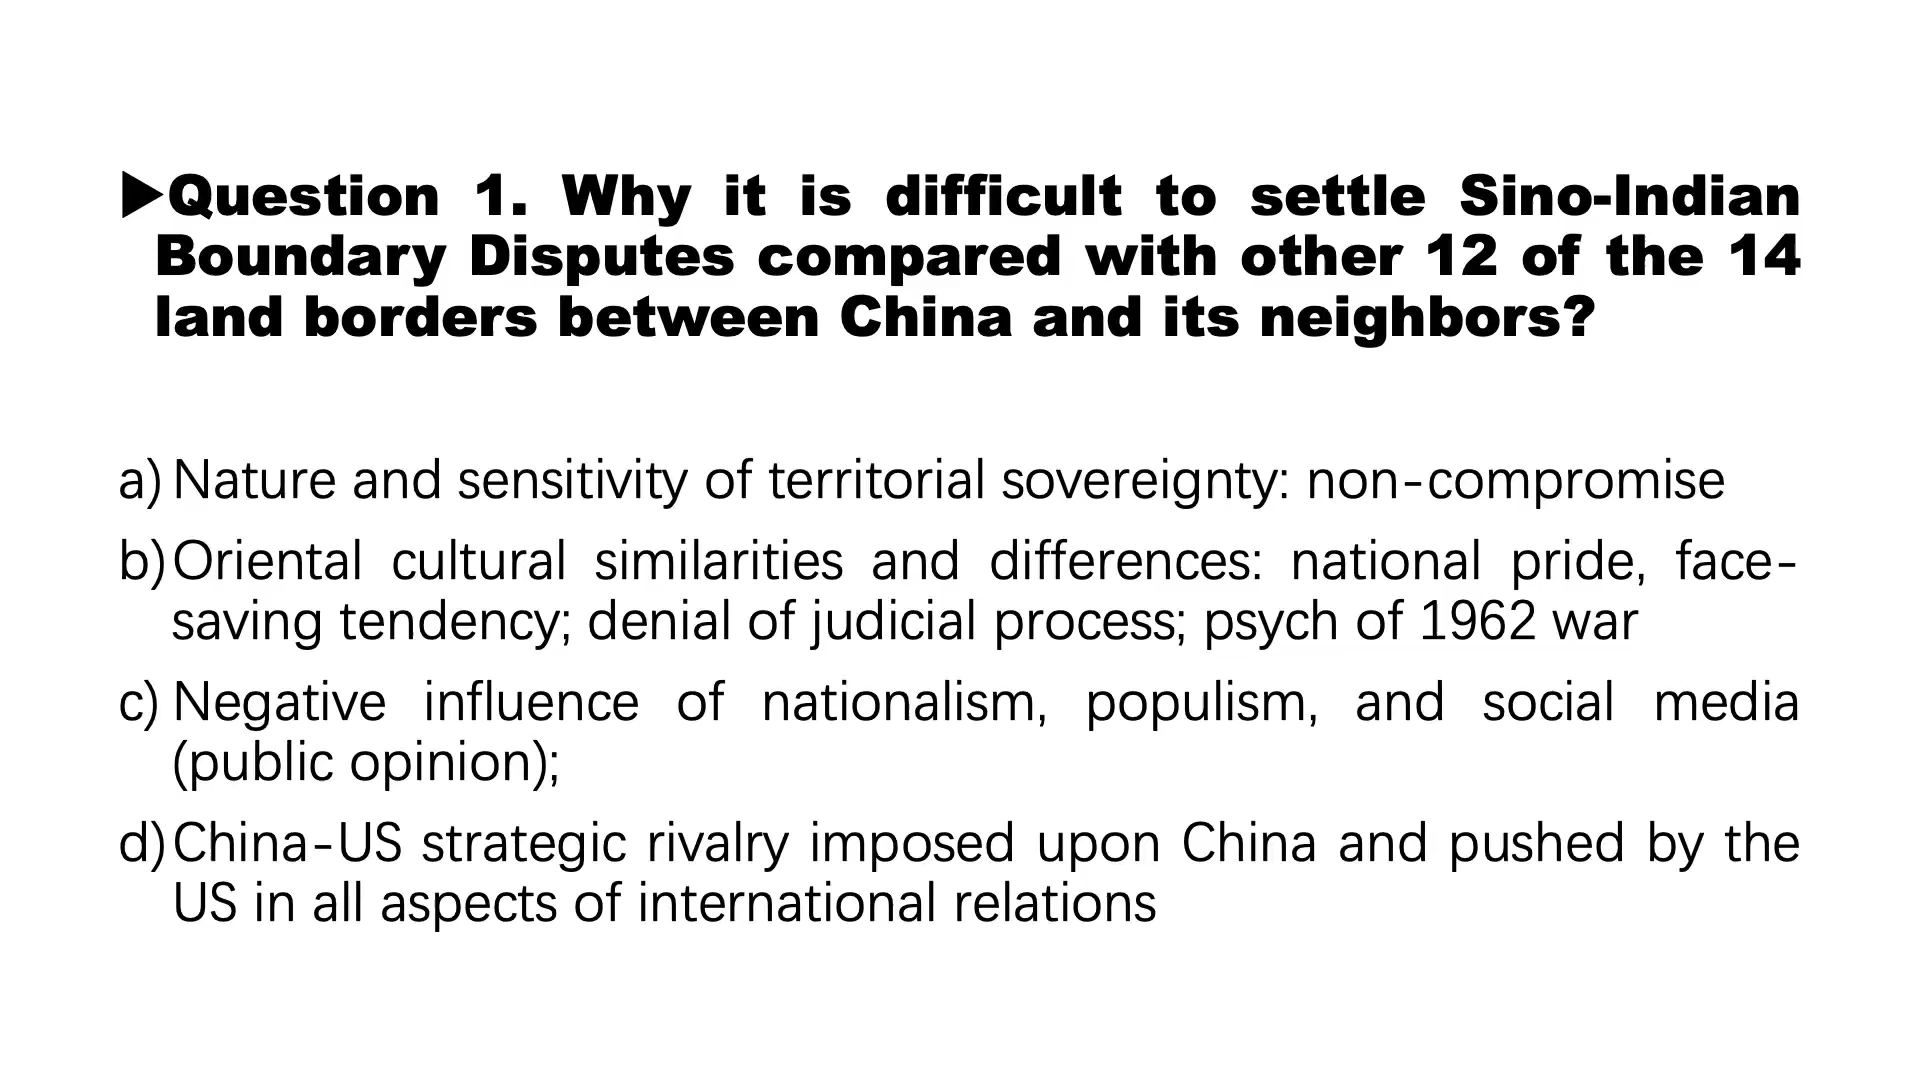 ▶Question 1. Why it is difficult to settle Sino-Indian
Boundary Disputes compared with other 12 of the 14
land borders between China and its neighbors?
a) Nature and sensitivity of territorial sovereignty: non-compromise
b) Oriental cultural similarities and differences: national pride, face-
saving tendency; denial of judicial process; psych of 1962 war
c) Negative influence of nationalism, populism, and social media
(public opinion);
d) China-US strategic rivalry imposed upon China and pushed by the
US in all aspects of international relations